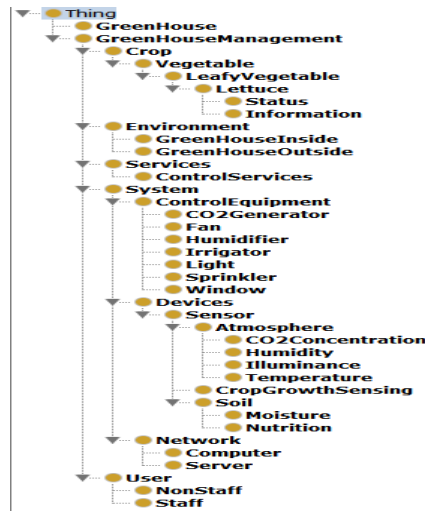 Thing
GreenHouse
GreenHouseManagement
Crop
Vegetable
LeafyVegetable
Lettuce
Status
Information
Environment
GreenHouseInside
GreenHouseOutside
Services
ControlServices
System
ControlEquipment
CO2Generator
Fan
Humidifier
Irrigator
Light
Sprinkler
Window
Devices
Sensor
Atmosphere
CO2Concentration
Humidity
Illuminance
Temperature
CropGrowthSensing
Soil
Moisture
Nutrition
Network
Computer
Server
User
NonStaff
Staff